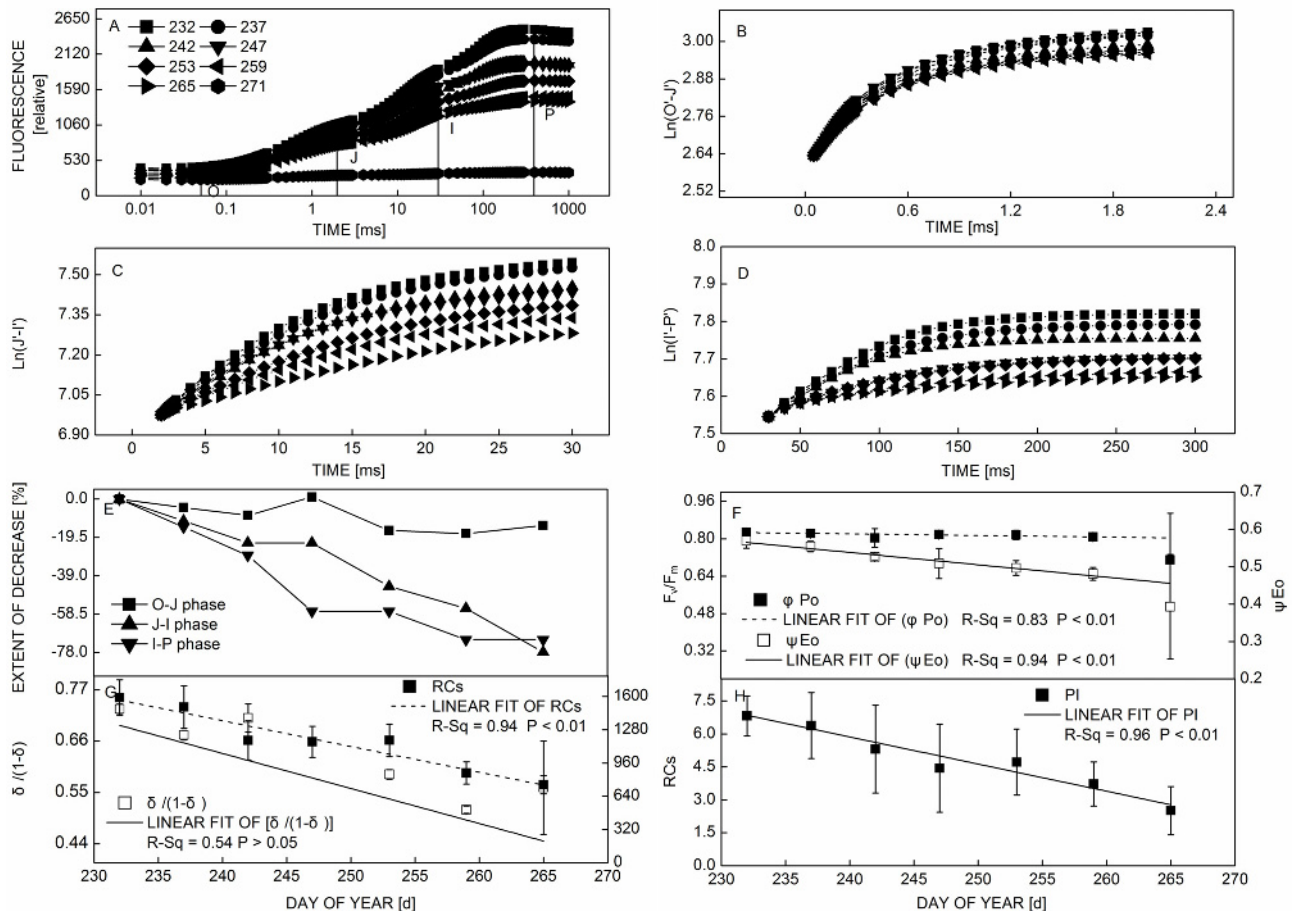 A
232 237
242 247
253 259
265 271
FLUORESCENCE
[relative]
2650
2120
1590
1060
530
0
O
J
I
P
0.01 0.1 1 10 100 1000
TIME [ms]
B
Ln(O'-J')
3.00
2.88
2.76
2.64
2.52
0.0 0.6 1.2 1.8 2.4
TIME [ms]
C
Ln(J'-I')
7.50
7.35
7.20
7.05
6.90
0 5 10 15 20 25 30
TIME [ms]
D
Ln(I'-P')
8.0
7.9
7.8
7.7
7.6
7.5
0 50 100 150 200 250 300
TIME [ms]
E
EXTENT OF DECREASE [%]
0.0
-19.5
-39.0
-58.5
-78.0
O-J phase
J-I phase
I-P phase
F
Fv/Fm
0.96
0.80
0.64
0.48
0.32
φ Po
LINEAR FIT OF (φ Po) R-Sq = 0.83 P < 0.01
ψEo
LINEAR FIT OF (ψEo) R-Sq = 0.94 P < 0.01
0.7
0.6
0.5
0.4
0.3
0.2
ψEo
G
δ /(1-δ)
0.77
0.66
0.55
0.44
RCs
LINEAR FIT OF RCs
R-Sq = 0.94 P < 0.01
δ /(1-δ )
LINEAR FIT OF [δ /(1-δ )]
R-Sq = 0.54 P > 0.05
1600
1280
960
640
320
0
230 235 240 245 250 255 260 265 270
DAY OF YEAR [d]
H
RCs
7.5
6.0
4.5
3.0
1.5
0.0
PI
LINEAR FIT OF PI
R-Sq = 0.96 P < 0.01
230 235 240 245 250 255 260 265 270
DAY OF YEAR [d]